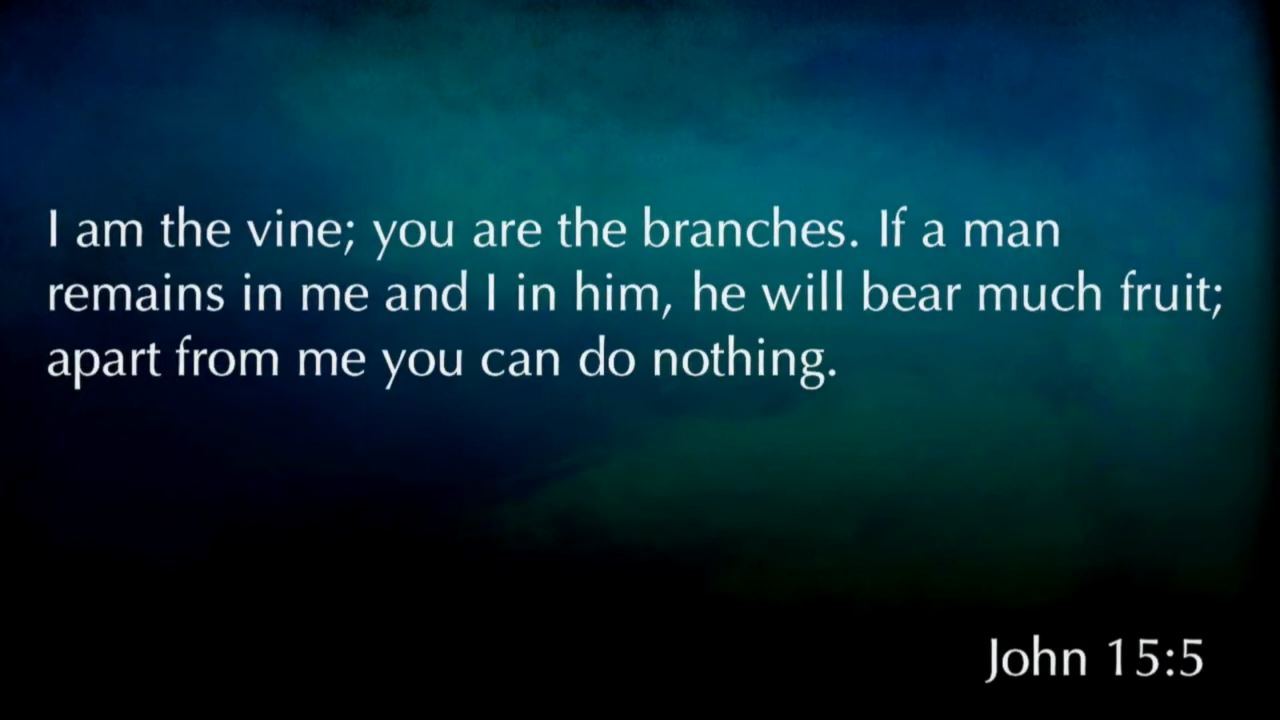 I am the vine; you are the branches. If a man
remains in me and I in him, he will bear much fruit;
apart from me you can do nothing.
John 15:5